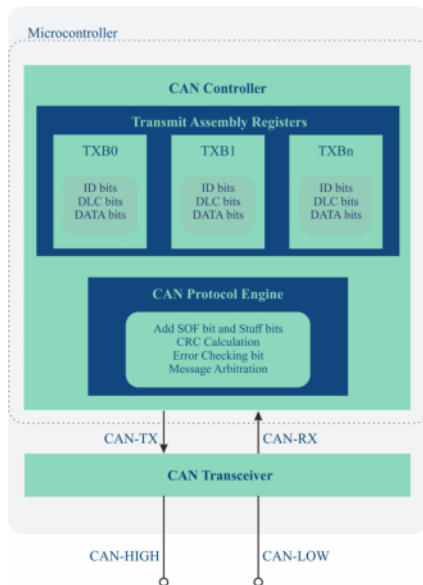 Microcontroller
CAN Controller
Transmit Assembly Registers
TXB0
TXB1
TXBn
ID bits
DLC bits
DATA bits
ID bits
DLC bits
DATA bits
ID bits
DLC bits
DATA bits
CAN Protocol Engine
Add SOF bit and Stuff bits
CRC Calculation
Error Checking bit
Message Arbitration
CAN-TX
CAN-RX
CAN Transceiver
CAN-HIGH
CAN-LOW